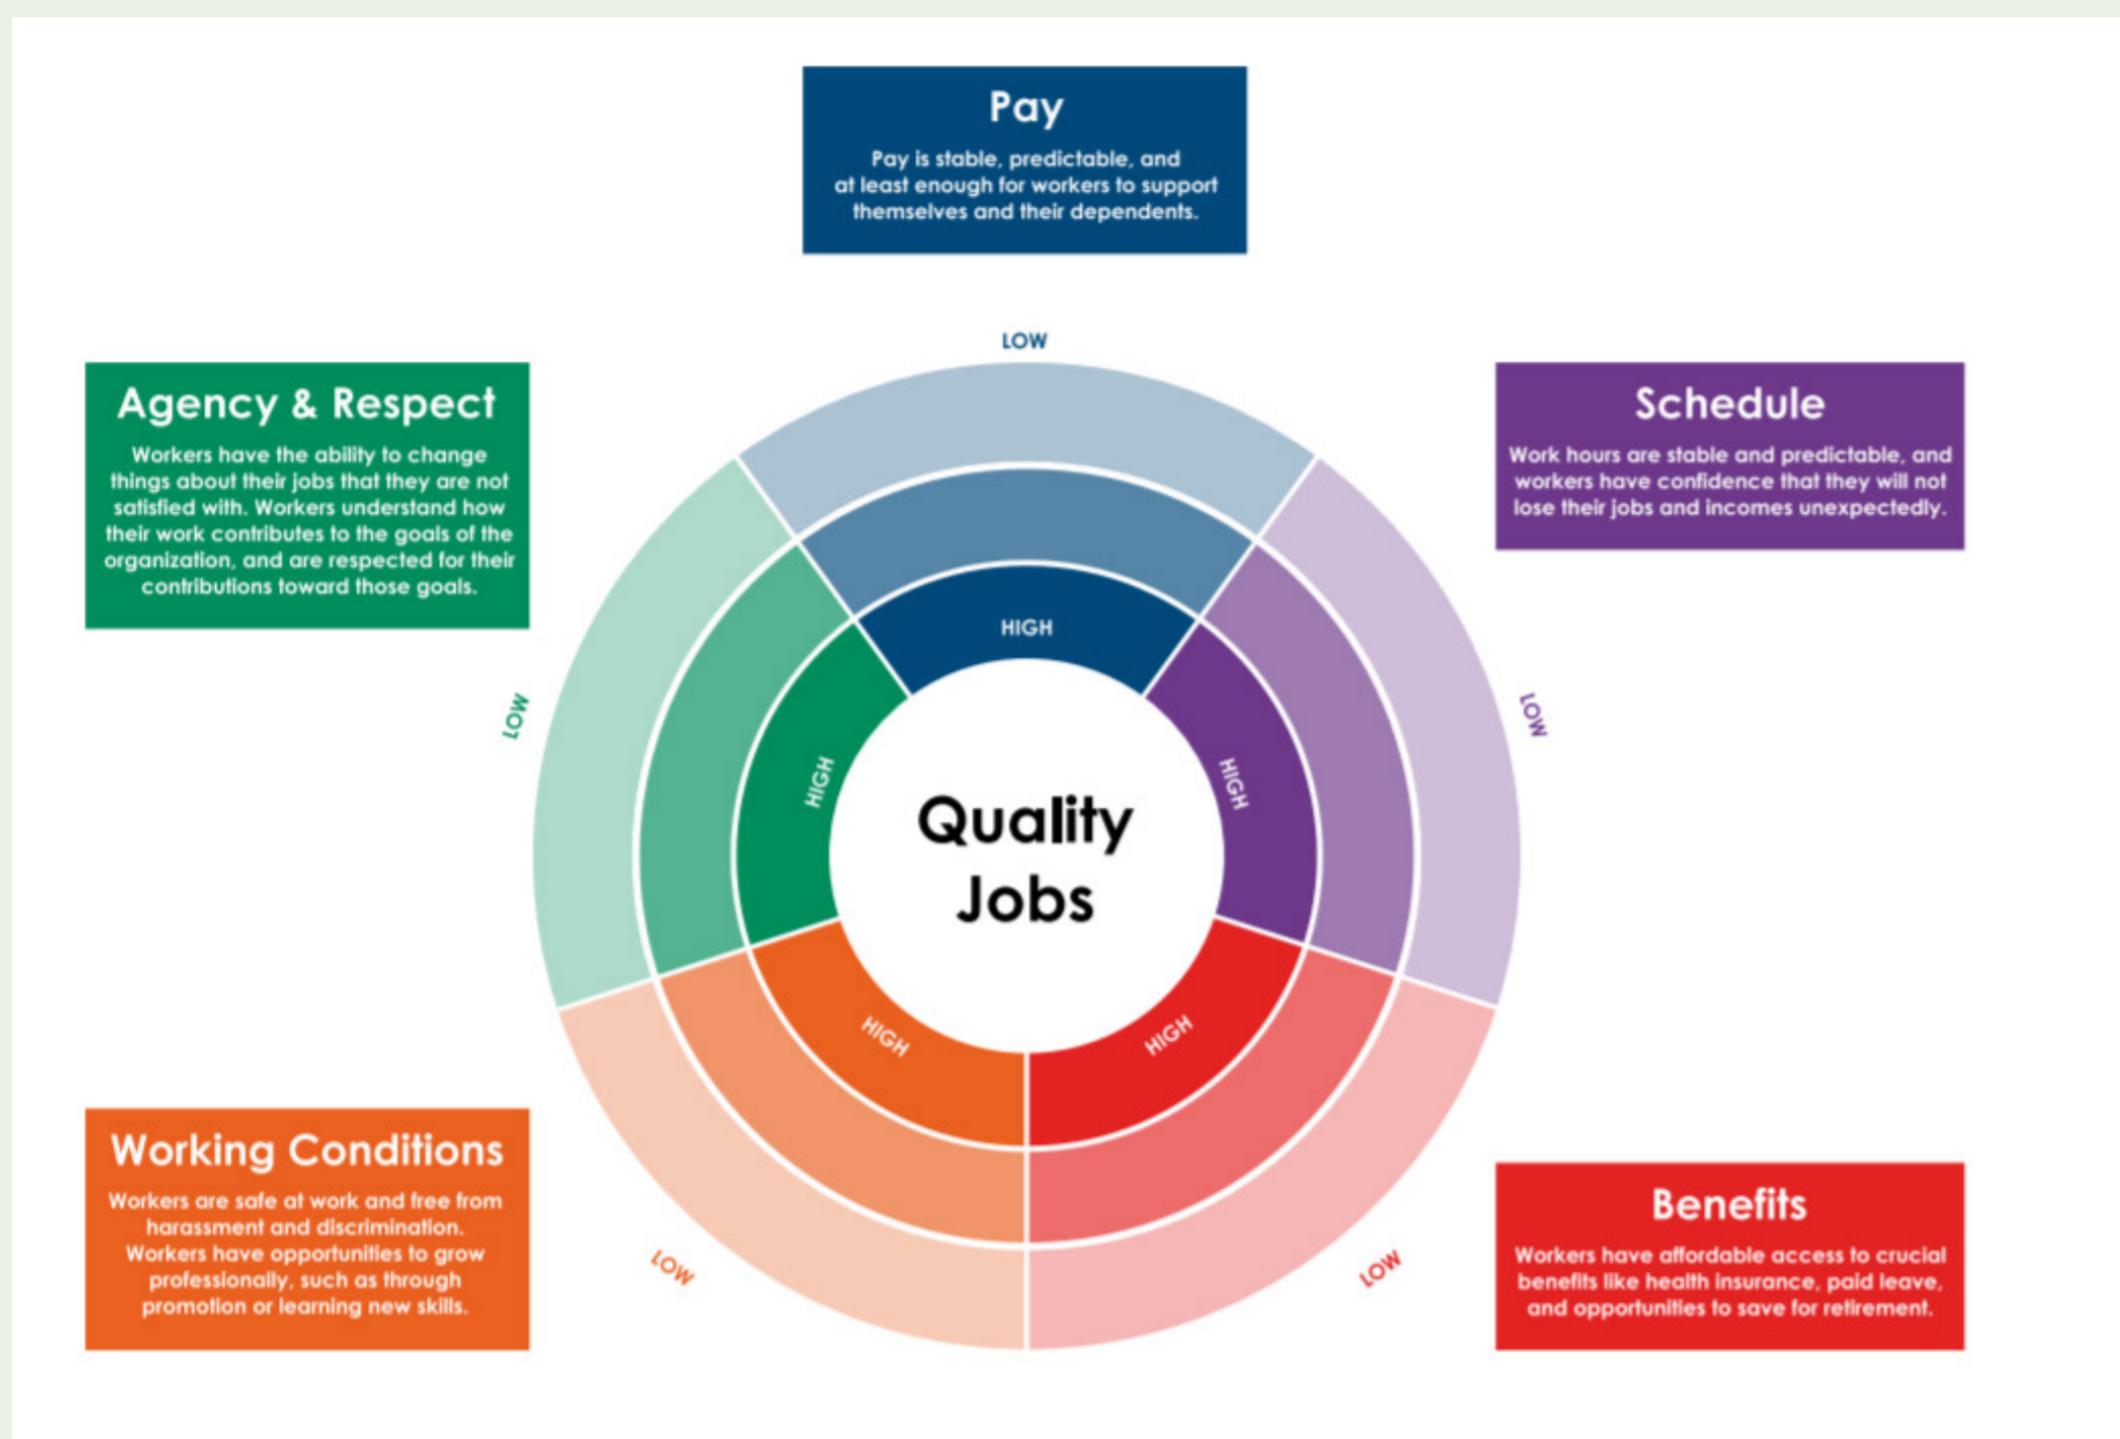 Pay
Pay is stable, predictable, and
at least enough for workers to support
themselves and their dependents.
LOW
Agency & Respect
Workers have the ability to change
things about their jobs that they are not
satisfied with. Workers understand how
their work contributes to the goals of the
organization, and are respected for their
contributions toward those goals.
Schedule
Work hours are stable and predictable, and
workers have confidence that they will not
lose their jobs and incomes unexpectedly.
HIGH
LOW
LOW
HIGH
HIGH
Quality
Jobs
HIGH
HIGH
Working Conditions
Workers are safe at work and free from
harassment and discrimination.
Workers have opportunities to grow
professionally, such as through
promotion or learning new skills.
LOW
LOW
Benefits
Workers have affordable access to crucial
benefits like health insurance, paid leave,
and opportunities to save for retirement.